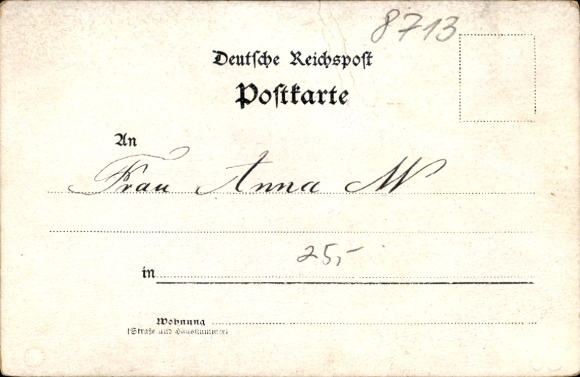 8713
Deutsche Reichspost
Postkarte
An
Frau Anna W
25,-
in
Wohnung
(Straße und Hausnummer)